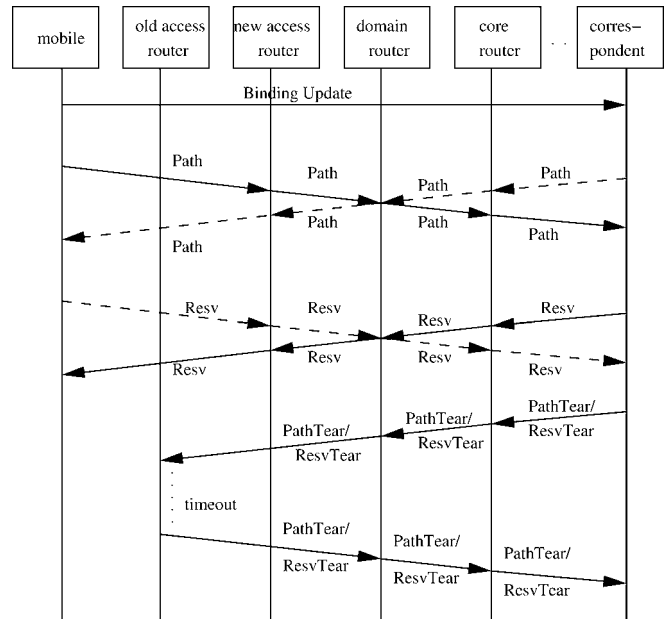 mobile
old access
router
new access
router
domain
router
core
router
. .
corres-
pondent
Binding Update
Path
Path
Path
Path
Path
Path
Path
Path
Resv
Resv
Resv
Resv
Resv
Resv
Resv
Resv
PathTear/
ResvTear
PathTear/
ResvTear
PathTear/
ResvTear
timeout
PathTear/
ResvTear
PathTear/
ResvTear
PathTear/
ResvTear